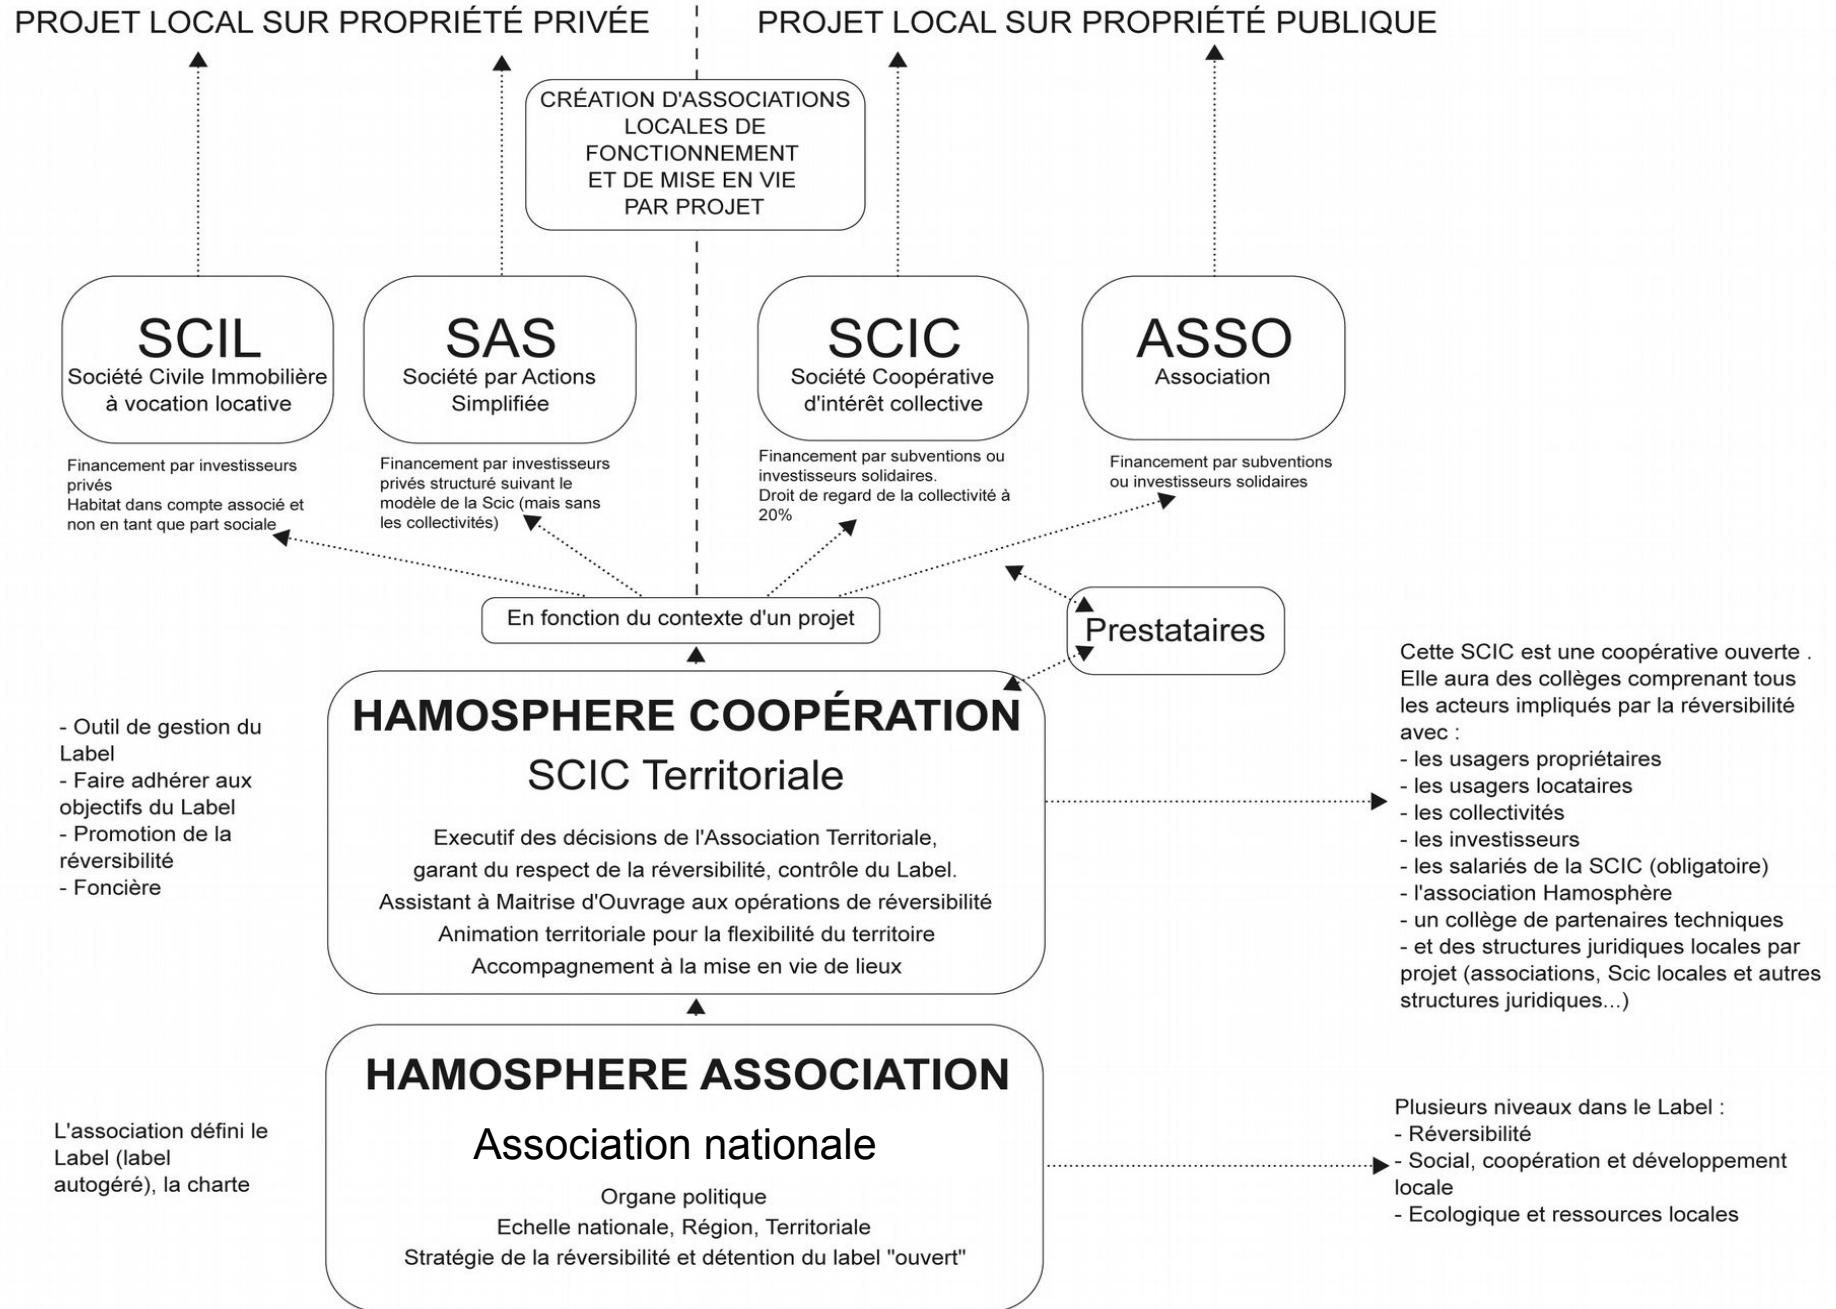 PROJET LOCAL SUR PROPRIÉTÉ PRIVÉE
PROJET LOCAL SUR PROPRIÉTÉ PUBLIQUE
CRÉATION D'ASSOCIATIONS
LOCALES DE
FONCTIONNEMENT
ET DE MISE EN VIE
PAR PROJET
SCIL
Société Civile Immobilière
à vocation locative
SAS
Société par Actions
Simplifiée
SCIC
Société Coopérative
d'intérêt collective
ASSO
Association
Financement par investisseurs
privés
Habitat dans compte associé et
non en tant que part sociale
Financement par investisseurs
privés structuré suivant le
modèle de la Scic (mais sans
les collectivités)
Financement par subventions ou
investisseurs solidaires.
Droit de regard de la collectivité à
20%
Financement par subventions
ou investisseurs solidaires
En fonction du contexte d'un projet
Prestataires
- Outil de gestion du
Label
- Faire adhérer aux
objectifs du Label
- Promotion de la
réversibilité
- Foncière
HAMOSPHERE COOPÉRATION
SCIC Territoriale
Executif des décisions de l'Association Territoriale,
garant du respect de la réversibilité, contrôle du Label.
Assistant à Maitrise d'Ouvrage aux opérations de réversibilité
Animation territoriale pour la flexibilité du territoire
Accompagnement à la mise en vie de lieux
Cette SCIC est une coopérative ouverte .
Elle aura des collèges comprenant tous
les acteurs impliqués par la réversibilité
avec :
- les usagers propriétaires
- les usagers locataires
- les collectivités
- les investisseurs
- les salariés de la SCIC (obligatoire)
- l'association Hamosphère
- un collège de partenaires techniques
- et des structures juridiques locales par
projet (associations, Scic locales et autres
structures juridiques...)
L'association défini le
Label (label
autogéré), la charte
HAMOSPHERE ASSOCIATION
Association nationale
Organe politique
Echelle nationale, Région, Territoriale
Stratégie de la réversibilité et détention du label "ouvert"
Plusieurs niveaux dans le Label :
- Réversibilité
- Social, coopération et développement
locale
- Ecologique et ressources locales